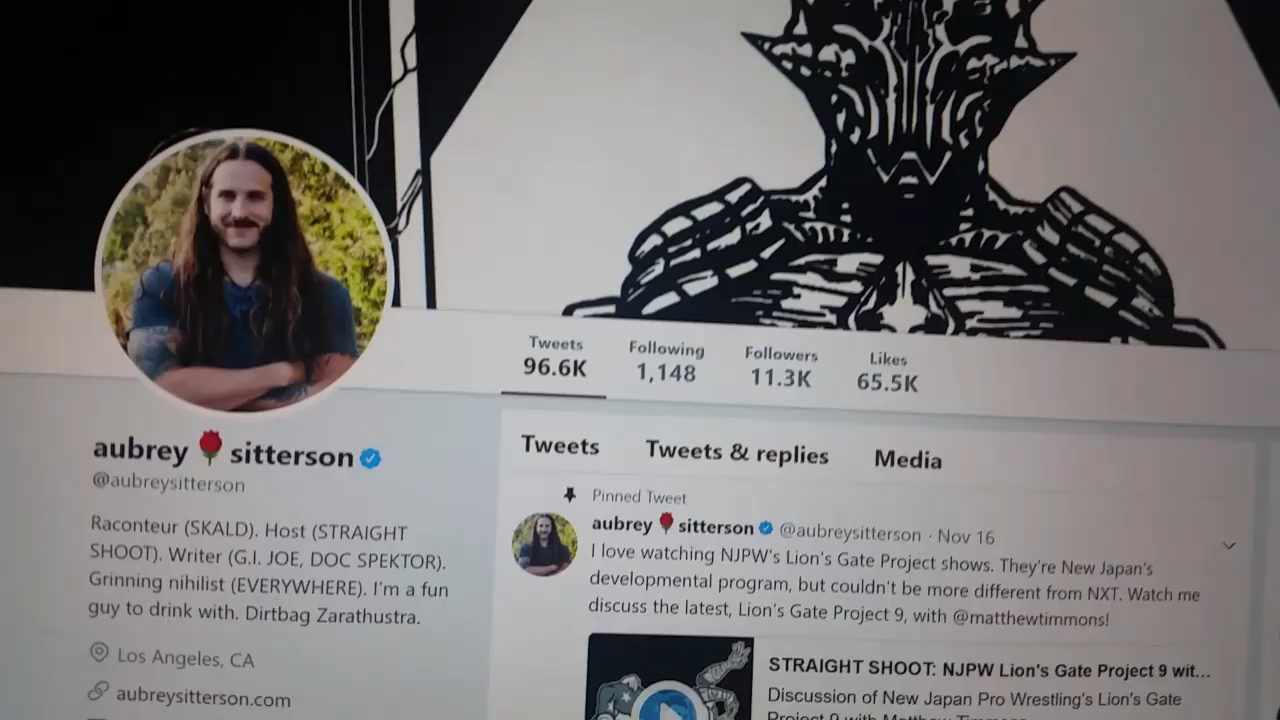 Tweets Following Followers Likes
96.6K 1,148 11.3K 65.5K
aubrey🌹sitterson
@aubreysitterson
Raconteur (SKALD). Host (STRAIGHT
SHOOT). Writer (G.I. JOE, DOC SPEKTOR).
Grinning nihilist (EVERYWHERE). I'm a fun
guy to drink with. Dirtbag Zarathustra.
Los Angeles, CA
aubreysitterson.com
Tweets Tweets & replies Media
Pinned Tweet
aubrey🌹sitterson @aubreysitterson · Nov 16
I love watching NJPW's Lion's Gate Project shows. They're New Japan's
developmental program, but couldn't be more different from NXT. Watch me
discuss the latest, Lion's Gate Project 9, with @matthewtimmons!
STRAIGHT SHOOT: NJPW Lion's Gate Project 9 wit...
Discussion of New Japan Pro Wrestling's Lion's Gate
Project 9 with Matthew Timmons